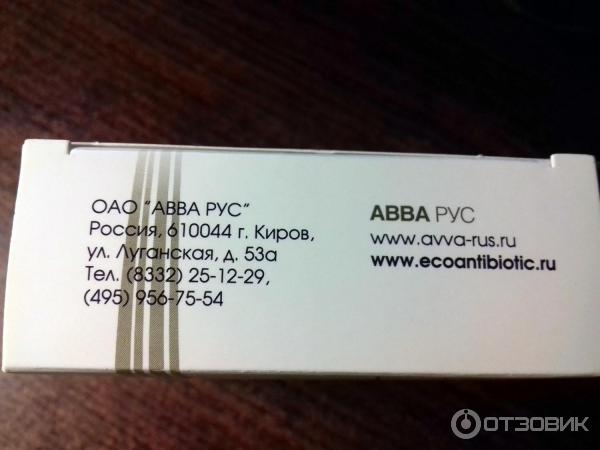 ОАО "АВВА РУС"
Россия, 610044 г. Киров,
ул. Луганская, д. 53а
Тел. (8332) 25-12-29,
(495) 956-75-54
АВВА РУС
www.avva-rus.ru
www.ecoantibiotic.ru
ОТЗОВИК